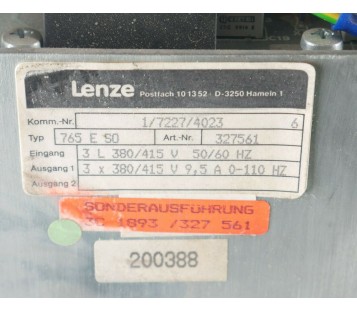 Lenze Postfach 10 13 52 · D-3250 Hameln 1
Komm.-Nr. 1/7227/4023 6
Typ 765 E SO Art.-Nr. 327561
Eingang 3 L 380/415 V 50/60 HZ
Ausgang 1 3 x 380/415 V 9,5 A 0-110 HZ
Ausgang 2
SONDERAUSFÜHRUNG
/327 561
200388